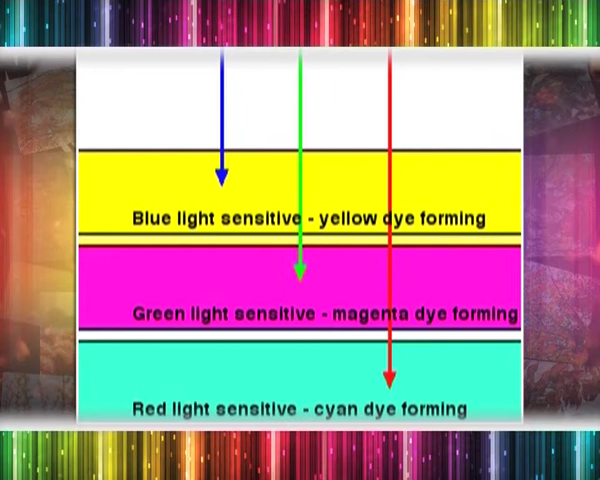 Blue light sensitive - yellow dye forming
Green light sensitive - magenta dye forming
Red light sensitive - cyan dye forming